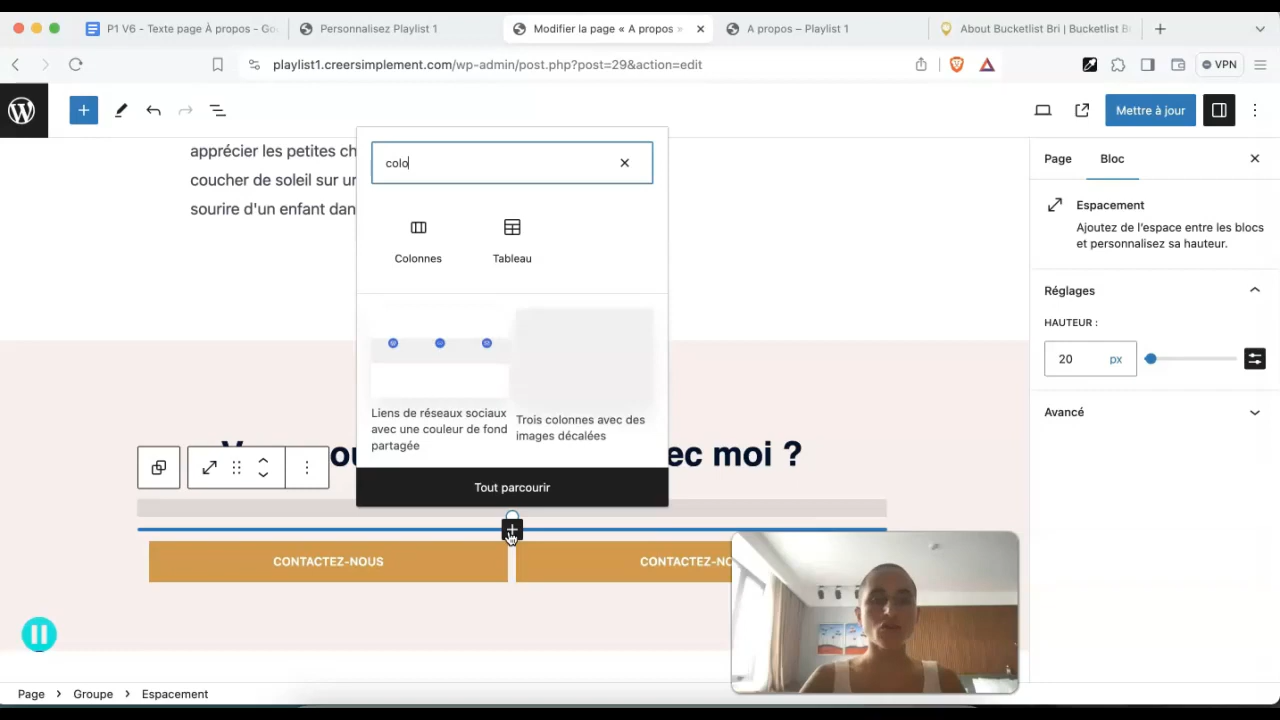 P1 V6 - Texte page À propos - Go
Personnalisez Playlist 1
Modifier la page « A propos »
A propos – Playlist 1
About Bucketlist Bri | Bucketlist B
playlist1.creersimplement.com/wp-admin/post.php?post=29&action=edit
VPN
Mettre à jour
apprécier les petites ch
coucher de soleil sur un
sourire d'un enfant dan
colo
Colonnes
Tableau
Liens de réseaux sociaux
avec une couleur de fond
partagée
Trois colonnes avec des
images décalées
Tout parcourir
ec moi ?
CONTACTEZ-NOUS
CONTACTEZ-NO
Page
Bloc
Espacement
Ajoutez de l'espace entre les blocs
et personnalisez sa hauteur.
Réglages
HAUTEUR :
20 px
Avancé
Page > Groupe > Espacement